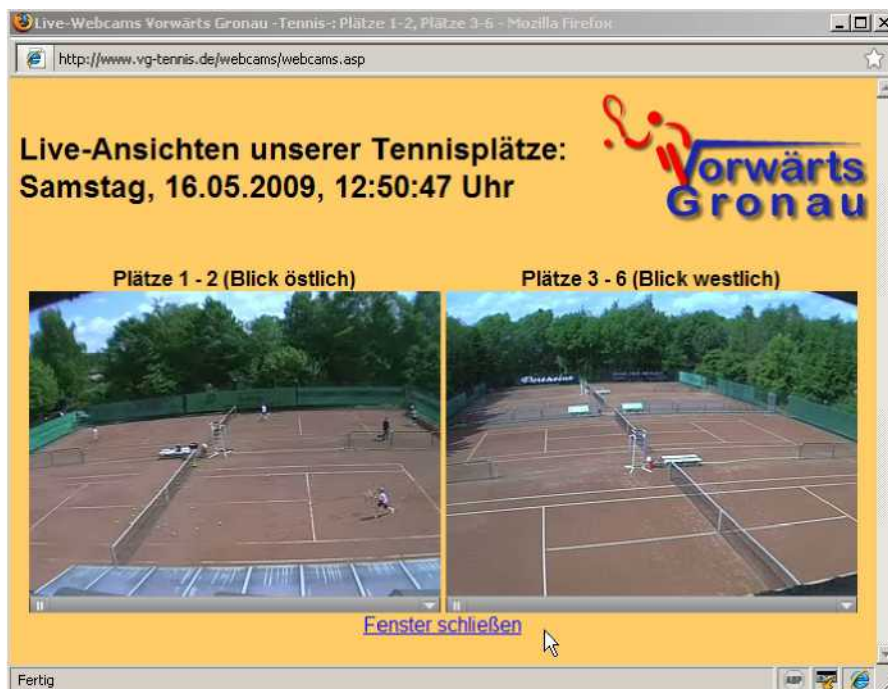 Live-Webcams Vorwärts Gronau -Tennis-: Plätze 1-2, Plätze 3-6 - Mozilla Firefox
http://www.vg-tennis.de/webcams/webcams.asp
Live-Ansichten unserer Tennisplätze:
Samstag, 16.05.2009, 12:50:47 Uhr
Vorwärts
Gronau
Plätze 1 - 2 (Blick östlich)
Plätze 3 - 6 (Blick westlich)
Fenster schließen
Fertig
ABP